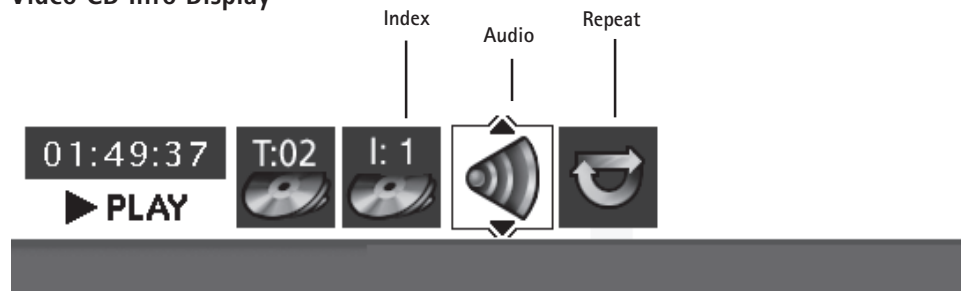 Video CD Info Display
Index
Audio
Repeat
01:49:37
T:02
I: 1
PLAY